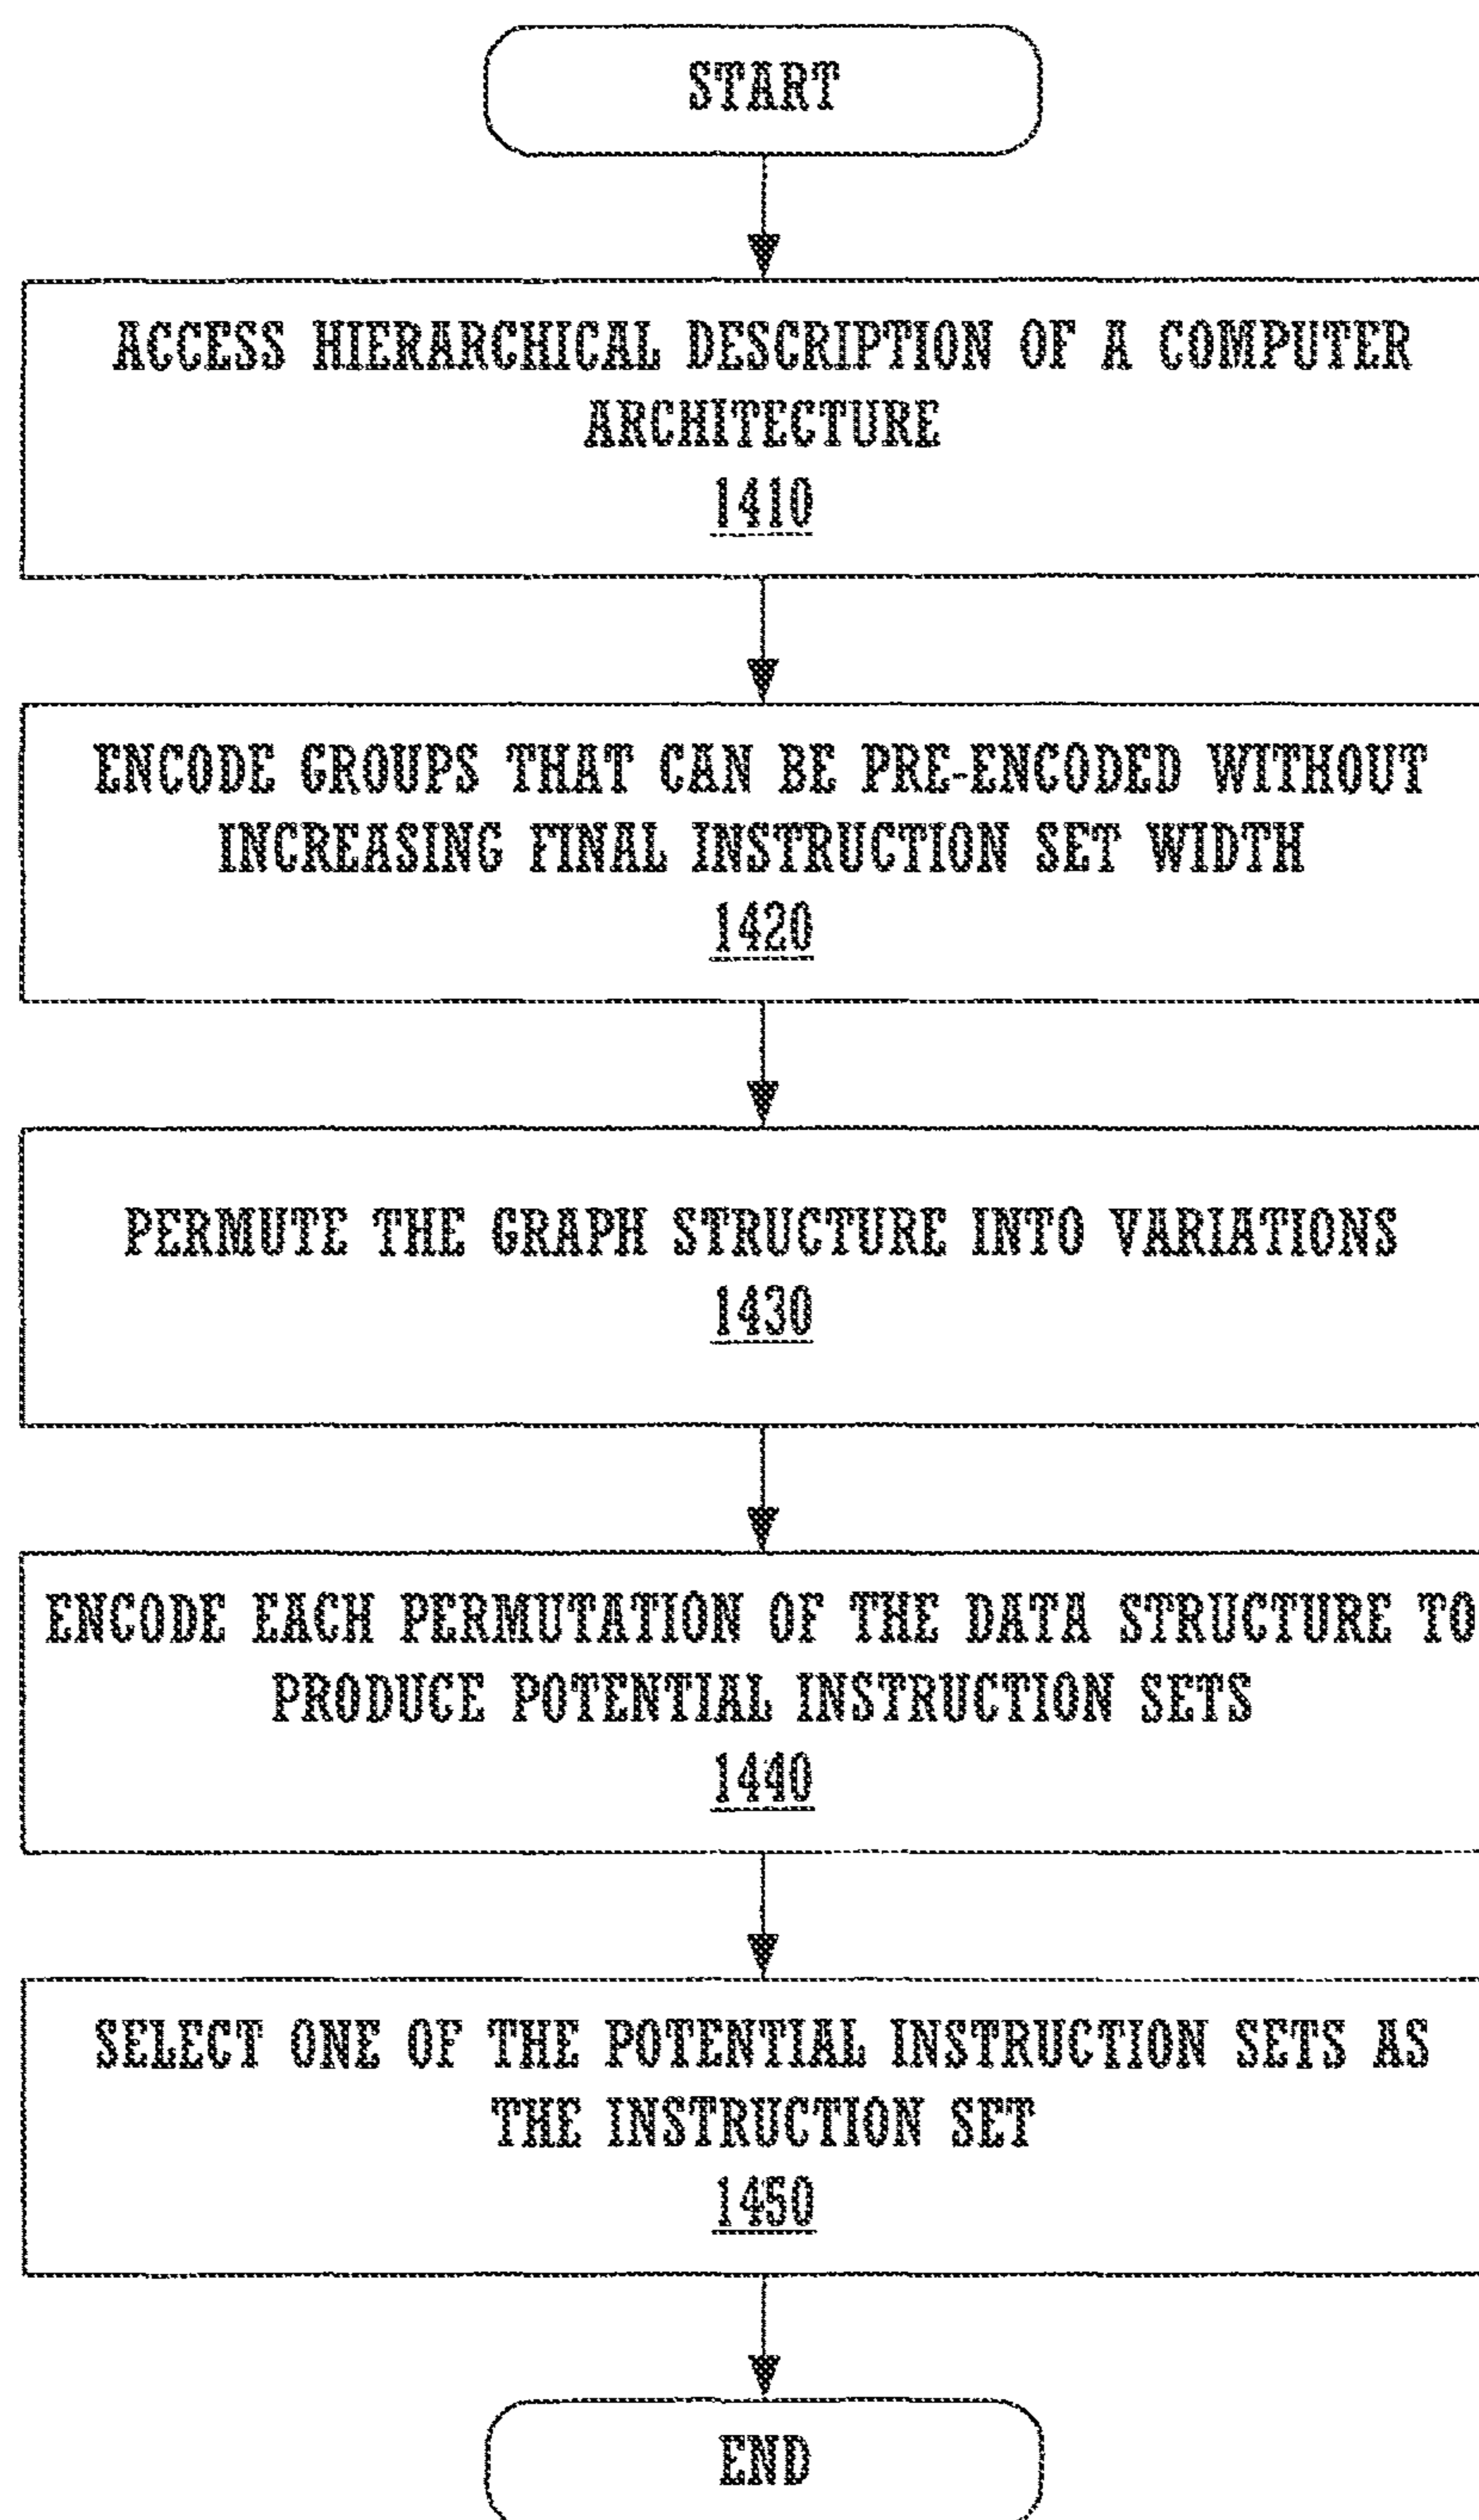 START
ACCESS HIERARCHICAL DESCRIPTION OF A COMPUTER
ARCHITECTURE
1410
ENCODE GROUPS THAT CAN BE PRE-ENCODED WITHOUT
INCREASING FINAL INSTRUCTION SET WIDTH
1420
PERMUTE THE GRAPH STRUCTURE INTO VARIATIONS
1430
ENCODE EACH PERMUTATION OF THE DATA STRUCTURE TO
PRODUCE POTENTIAL INSTRUCTION SETS
1440
SELECT ONE OF THE POTENTIAL INSTRUCTION SETS AS
THE INSTRUCTION SET
1450
END